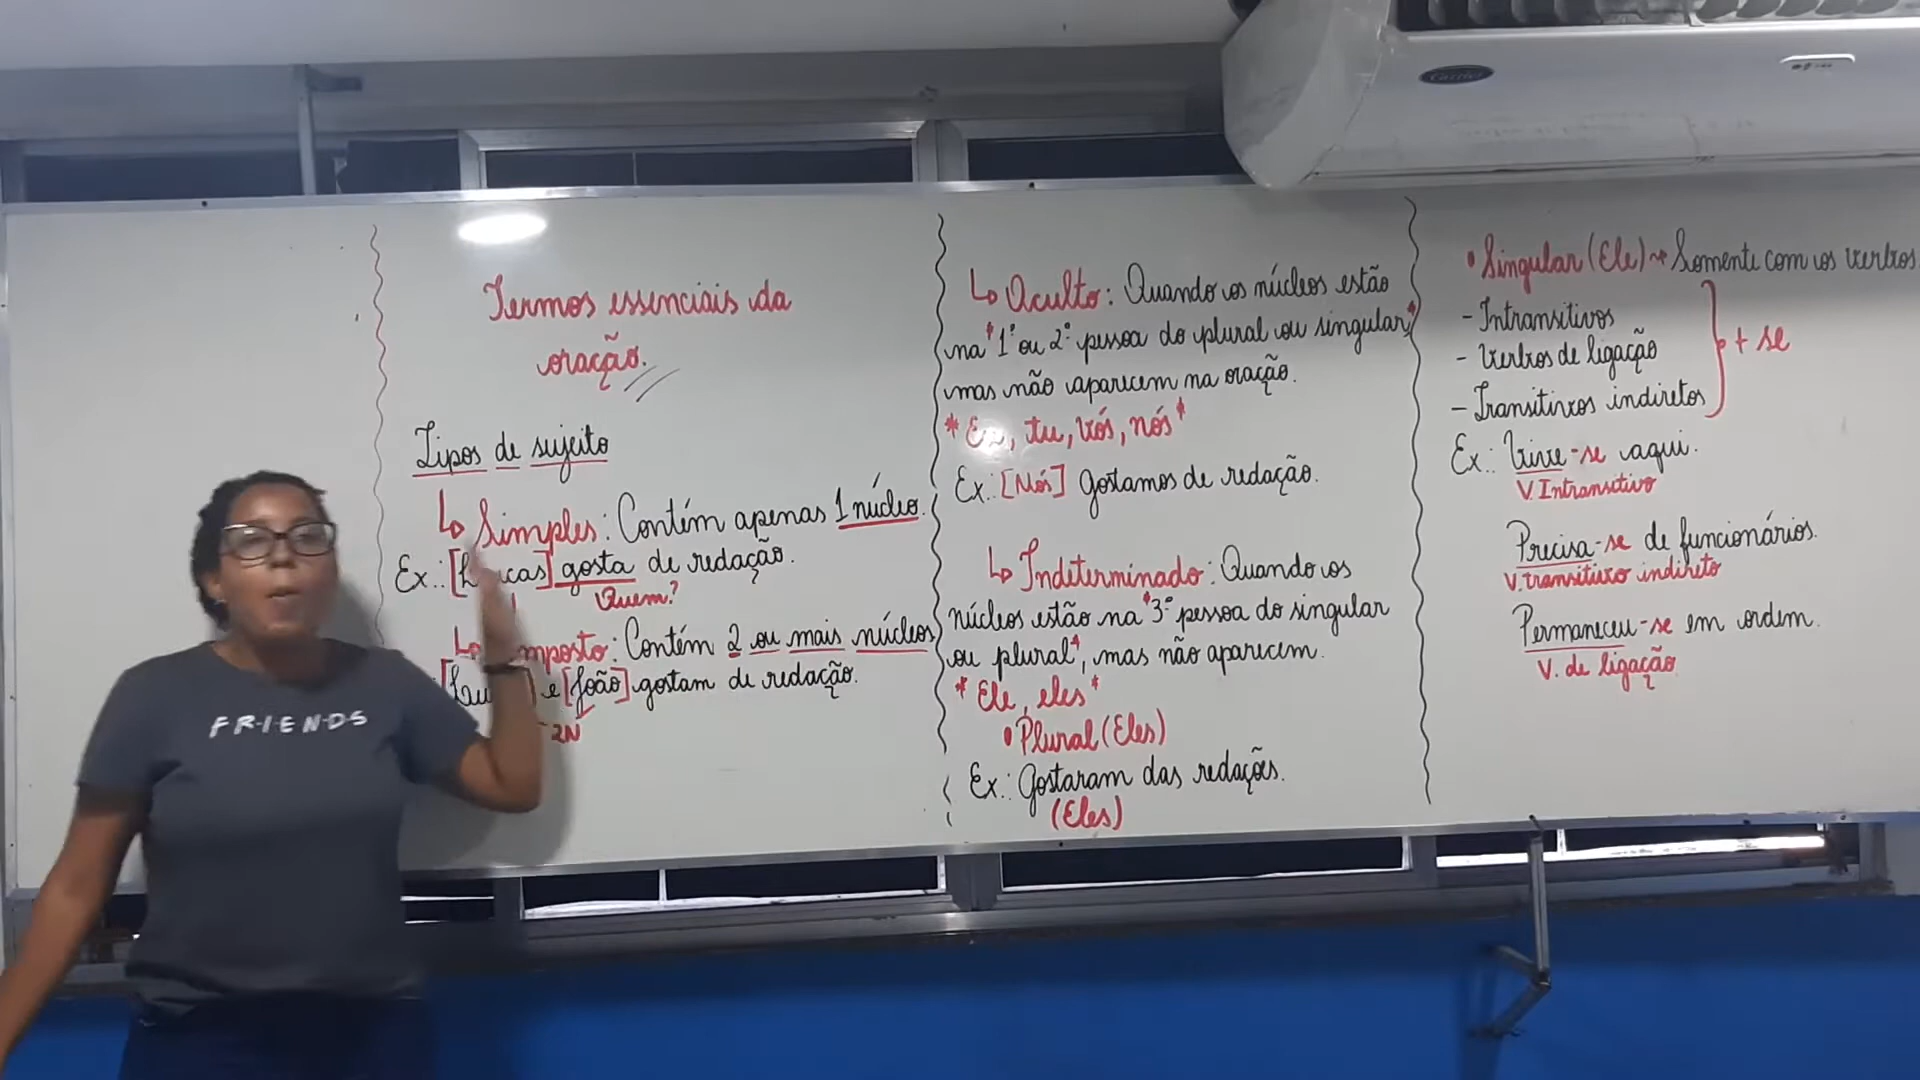 Termos essenciais da
oração.
Tipos de sujeito
↳ Simples: Contém apenas 1 núcleo.
Ex.: [Lucas] gosta de redação.
Quem?
Contém 2 ou mais núcleos
e [João] gostam de redação.
2N
↳ Oculto: Quando os núcleos estão
na *1ª ou 2ª pessoa do plural ou singular,*
mas não aparecem na oração.
*Eu, tu, vós, nós*
Ex.: [Nós] gostamos de redação.
↳ Indeterminado: Quando os
núcleos estão na *3ª pessoa do singular
ou plural*, mas não aparecem.
*Ele, eles*
• Plural (Eles)
Ex.: Gostaram das redações.
(Eles)
• Singular (Ele) → Somente com os verbos
- Intransitivos
- Verbos de ligação
- Transitivos indiretos
+ se
Ex.: Vive-se aqui.
V. Intransitivo
Precisa-se de funcionários.
V. transitivo indireto
Permaneceu-se em ordem.
V. de ligação
FRIENDS
Carrier